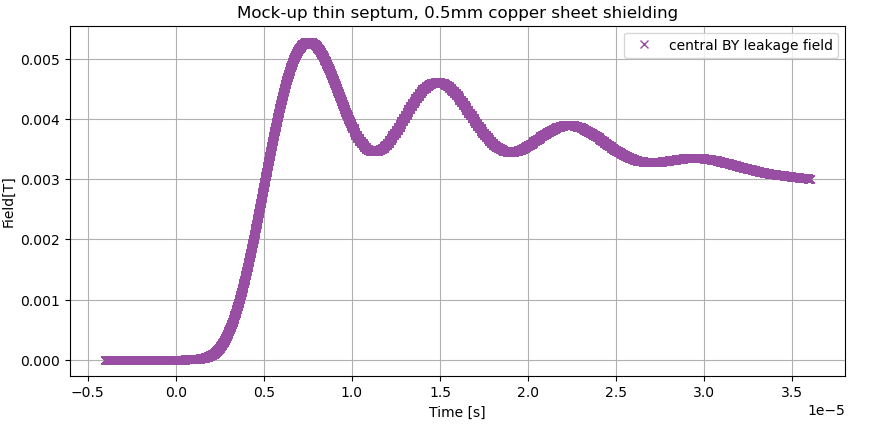 Mock-up thin septum, 0.5mm copper sheet shielding
central BY leakage field
0.005
0.004
0.003
0.002
0.001
0.000
Field[T]
−0.5 0.0 0.5 1.0 1.5 2.0 2.5 3.0 3.5
1e−5
Time [s]